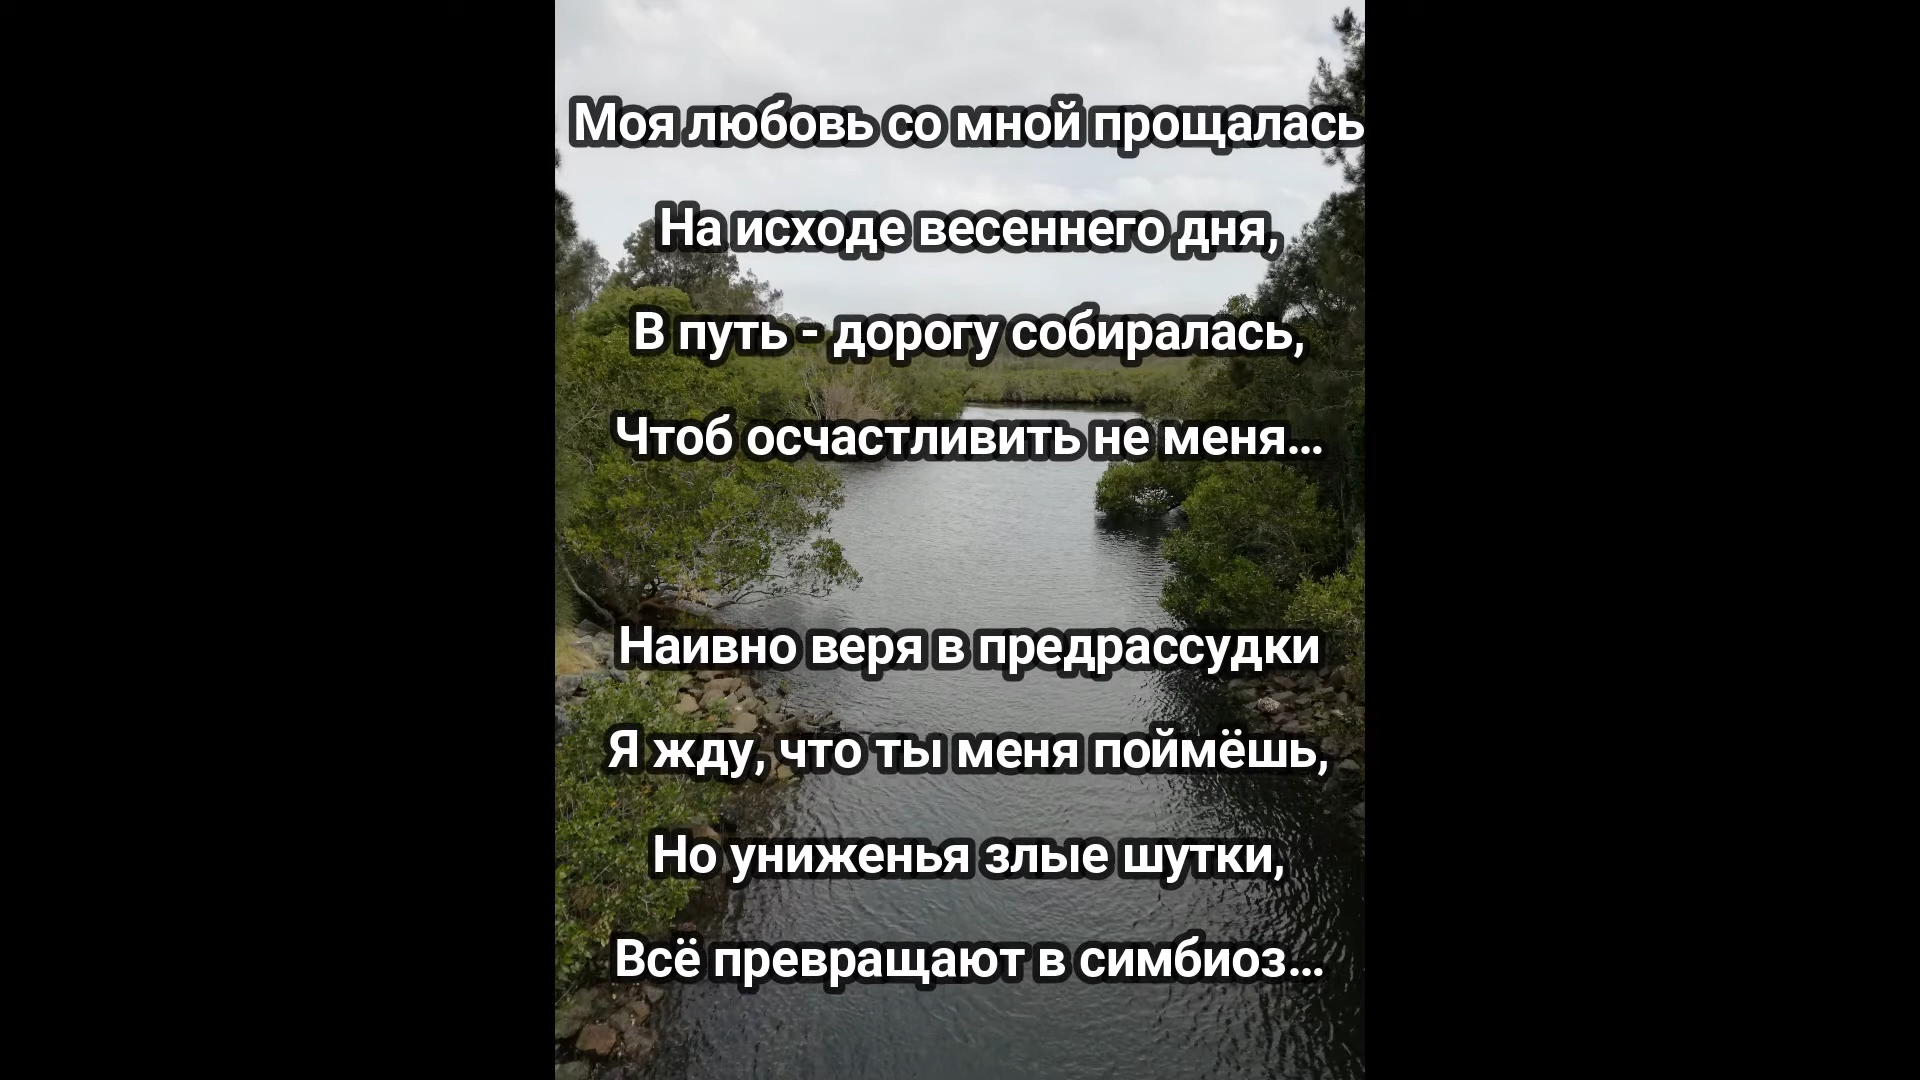 Моя любовь со мной прощалась
На исходе весеннего дня,
В путь - дорогу собиралась,
Чтоб осчастливить не меня...
Наивно веря в предрассудки
Я жду, что ты меня поймёшь,
Но униженья злые шутки,
Всё превращают в симбиоз...